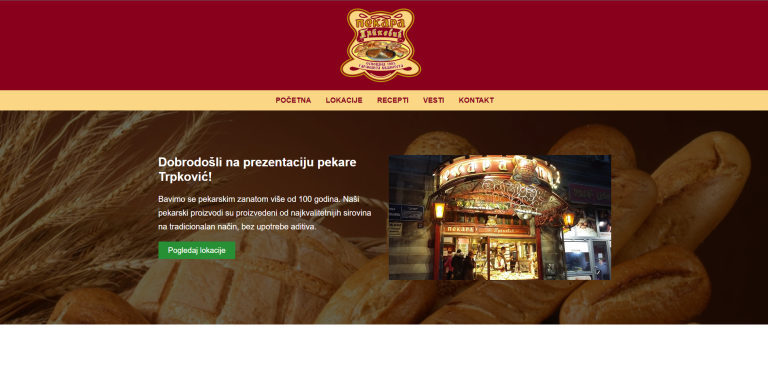 ПЕКАРА
Трпковић
POČETNA LOKACIJE RECEPTI VESTI KONTAKT
Dobrodošli na prezentaciju pekare
Trpković!
Bavimo se pekarskim zanatom više od 100 godina. Naši
pekarski proizvodi su proizvedeni od najkvalitetnijih sirovina
na tradicionalan način, bez upotrebe aditiva.
Pogledaj lokacije
ПЕКАРА